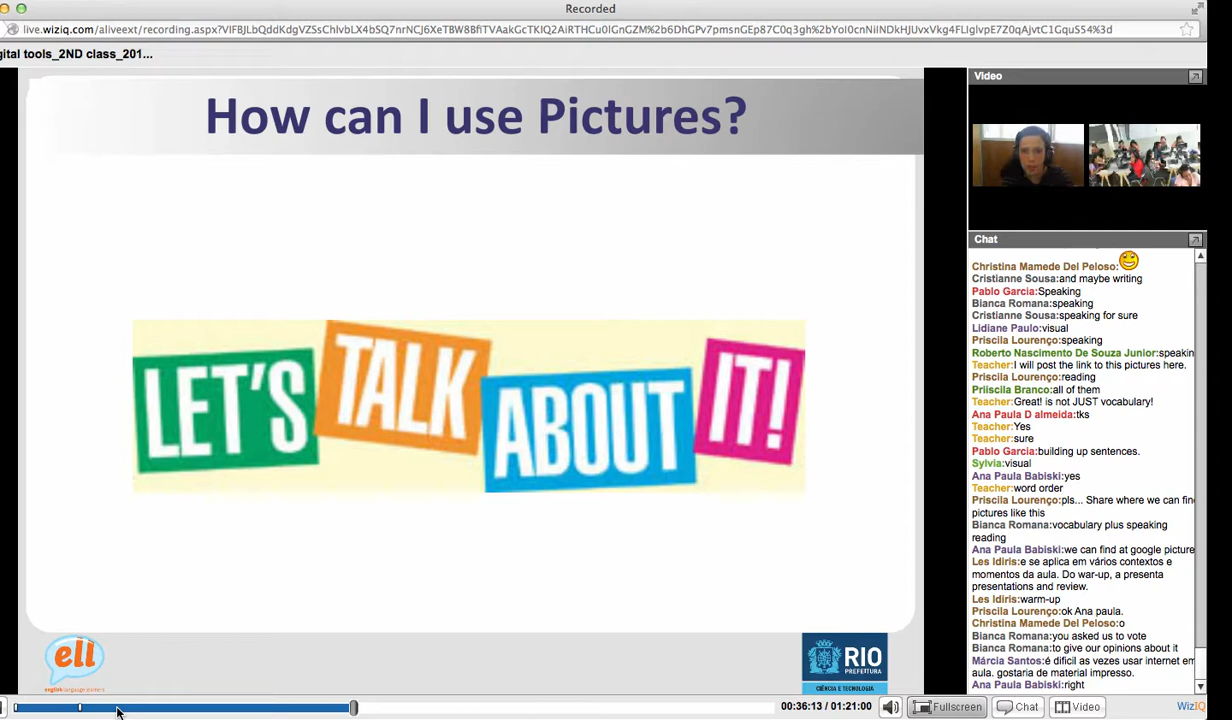 Recorded
live.wiziq.com/aliveext/recording.aspx?
gital tools_2ND class_201...
How can I use Pictures?
LET'S TALK ABOUT IT!
ell
english language learners
RIO
PREFEITURA
CIÊNCIA E TECNOLOGIA
Video
Chat
Christina Mamede Del Peloso:
Cristianne Sousa:and maybe writing
Pablo Garcia:Speaking
Bianca Romana:speaking
Cristianne Sousa:speaking for sure
Lidiane Paulo:visual
Priscila Lourenço:speaking
Roberto Nascimento De Souza Junior:speakin
Teacher:I will post the link to this pictures here.
Priscila Lourenço:reading
Priscila Branco:all of them
Teacher:Great! is not JUST vocabulary!
Ana Paula D almeida:tks
Teacher:Yes
Teacher:sure
Pablo Garcia:building up sentences.
Sylvia:visual
Ana Paula Babiski:yes
Teacher:word order
Priscila Lourenço:pls... Share where we can fin
pictures like this
Bianca Romana:vocabulary plus speaking
reading
Ana Paula Babiski:we can find at google picture
Les Idiris:e se aplica em vários contextos e
momentos da aula. Do war-up, a presenta
presentations and review.
Les Idiris:warm-up
Priscila Lourenço:ok Ana paula.
Christina Mamede Del Peloso:o
Bianca Romana:you asked us to vote
Bianca Romana:to give our opinions about it
Márcia Santos:é dificil as vezes usar internet em
aula. gostaria de material impresso.
Ana Paula Babiski:right
00:36:13 / 01:21:00
Fullscreen
Chat
Video
WizIQ